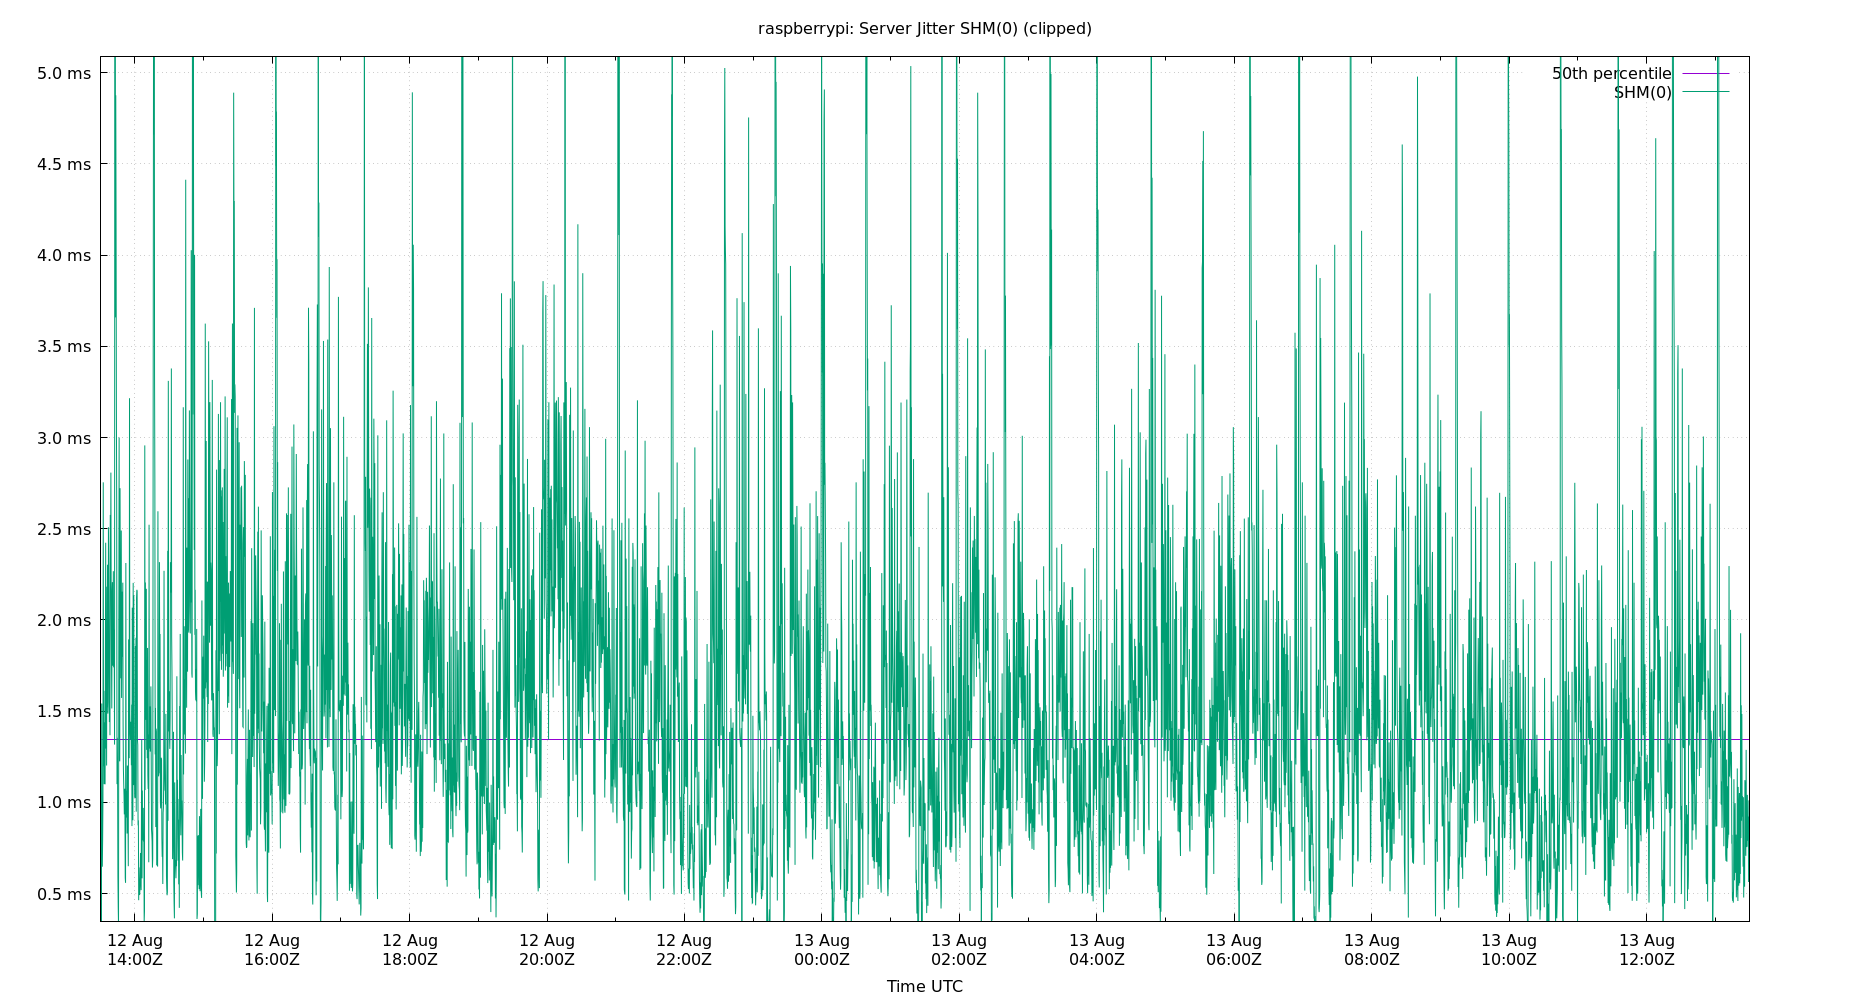 raspberrypi: Server Jitter SHM(0) (clipped)
5.0 ms
4.5 ms
4.0 ms
3.5 ms
3.0 ms
2.5 ms
2.0 ms
1.5 ms
1.0 ms
0.5 ms
50th percentile
SHM(0)
12 Aug
14:00Z
12 Aug
16:00Z
12 Aug
18:00Z
12 Aug
20:00Z
12 Aug
22:00Z
13 Aug
00:00Z
13 Aug
02:00Z
13 Aug
04:00Z
13 Aug
06:00Z
13 Aug
08:00Z
13 Aug
10:00Z
13 Aug
12:00Z
Time UTC